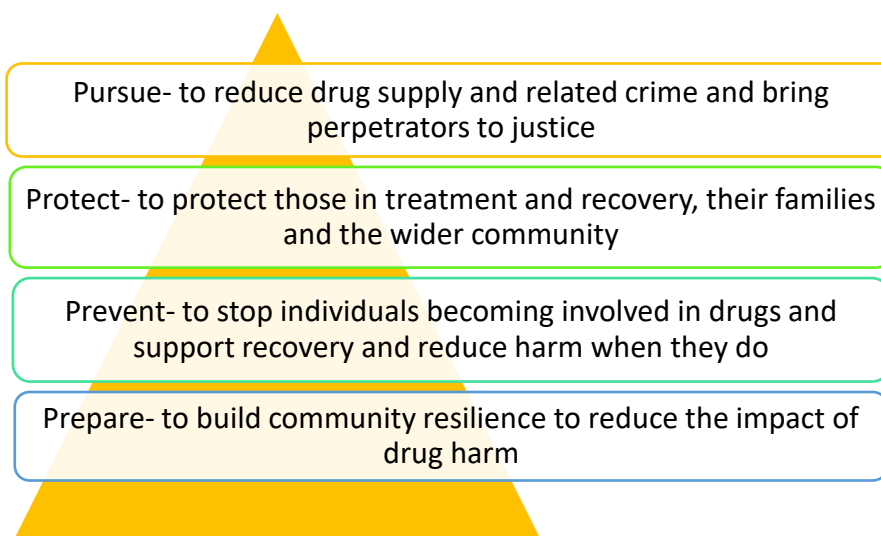 Pursue- to reduce drug supply and related crime and bring
perpetrators to justice
Protect- to protect those in treatment and recovery, their families
and the wider community
Prevent- to stop individuals becoming involved in drugs and
support recovery and reduce harm when they do
Prepare- to build community resilience to reduce the impact of
drug harm